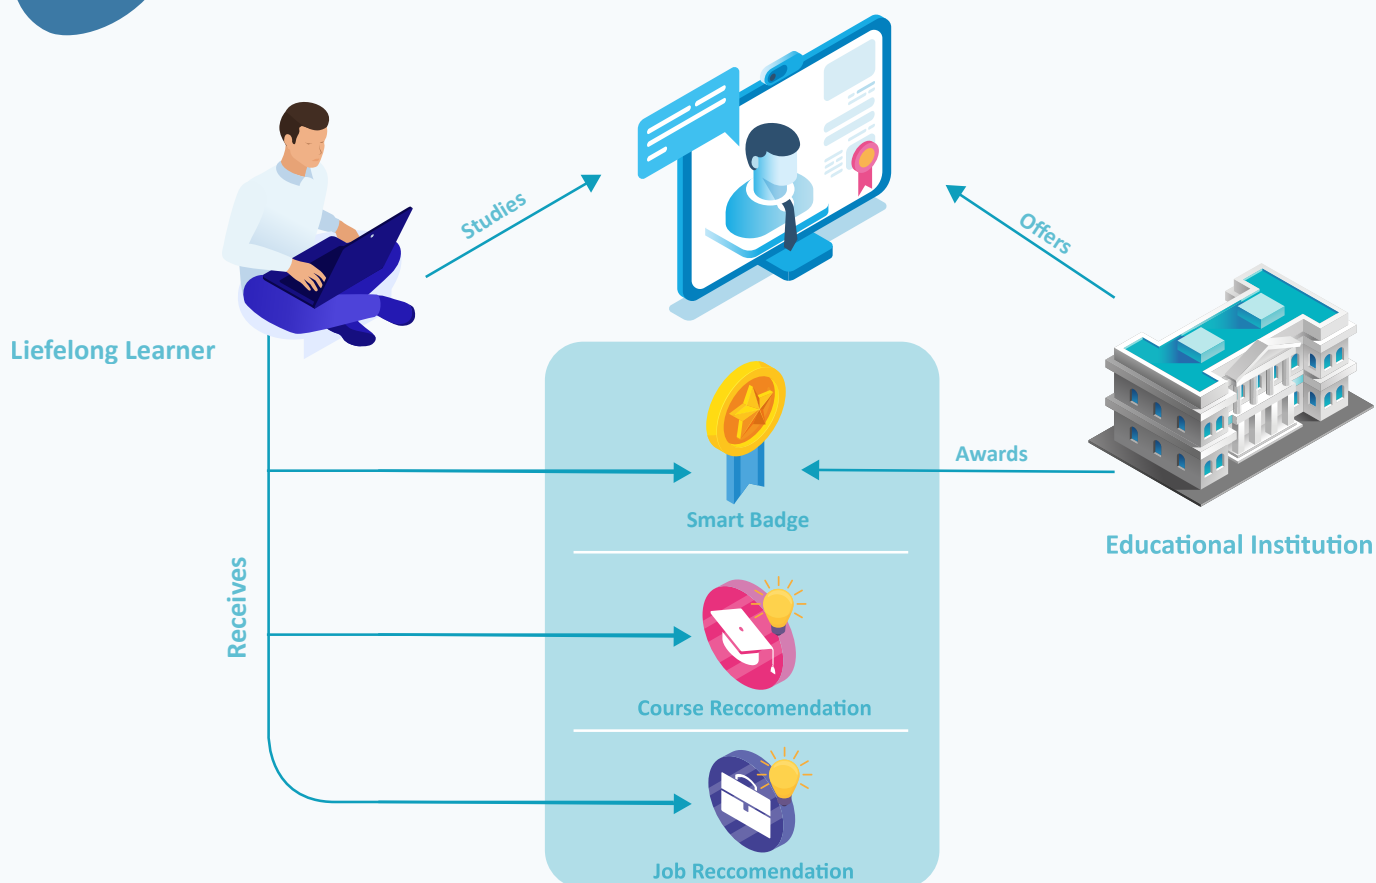 Studies
Offers
Liefelong Learner
Awards
Smart Badge
Educational Institution
Receives
Course Reccomendation
Job Reccomendation